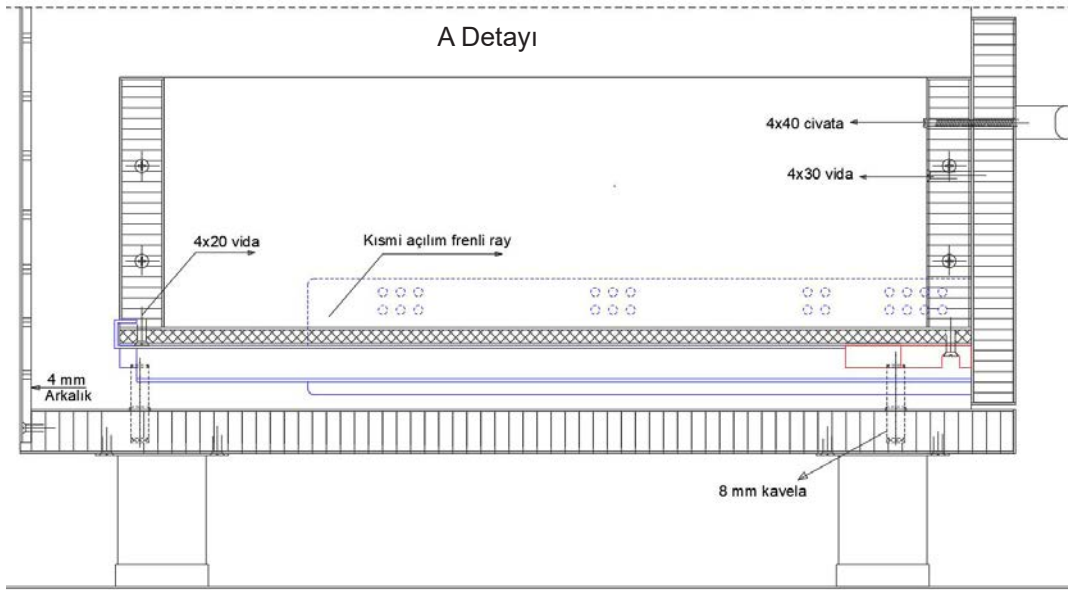 A Detayı
4x40 civata
4x30 vida
4x20 vida
Kısmi açılım frenli ray
4 mm
Arkalık
8 mm kavela